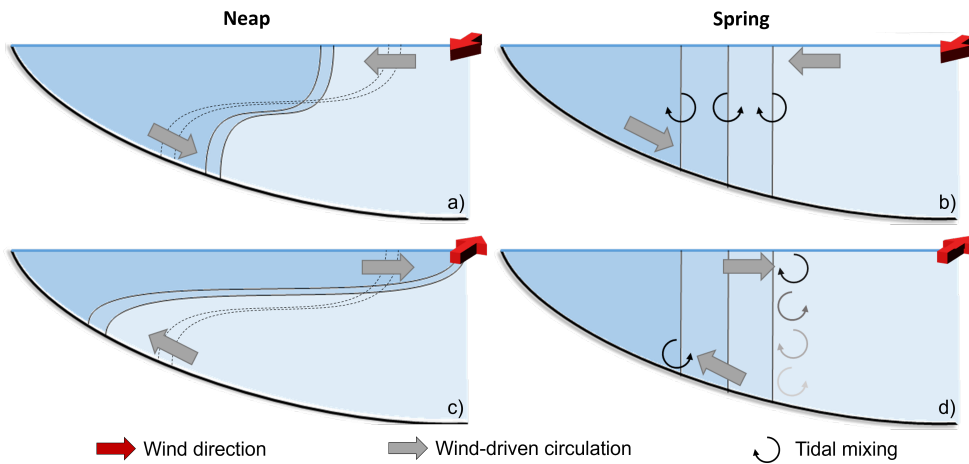 Neap
Spring
a)
b)
c)
d)
Wind direction
Wind-driven circulation
Tidal mixing